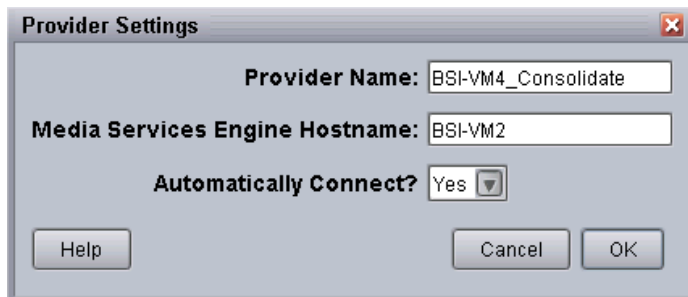 Provider Settings
Provider Name: BSI-VM4_Consolidate
Media Services Engine Hostname: BSI-VM2
Automatically Connect? Yes
Help Cancel OK